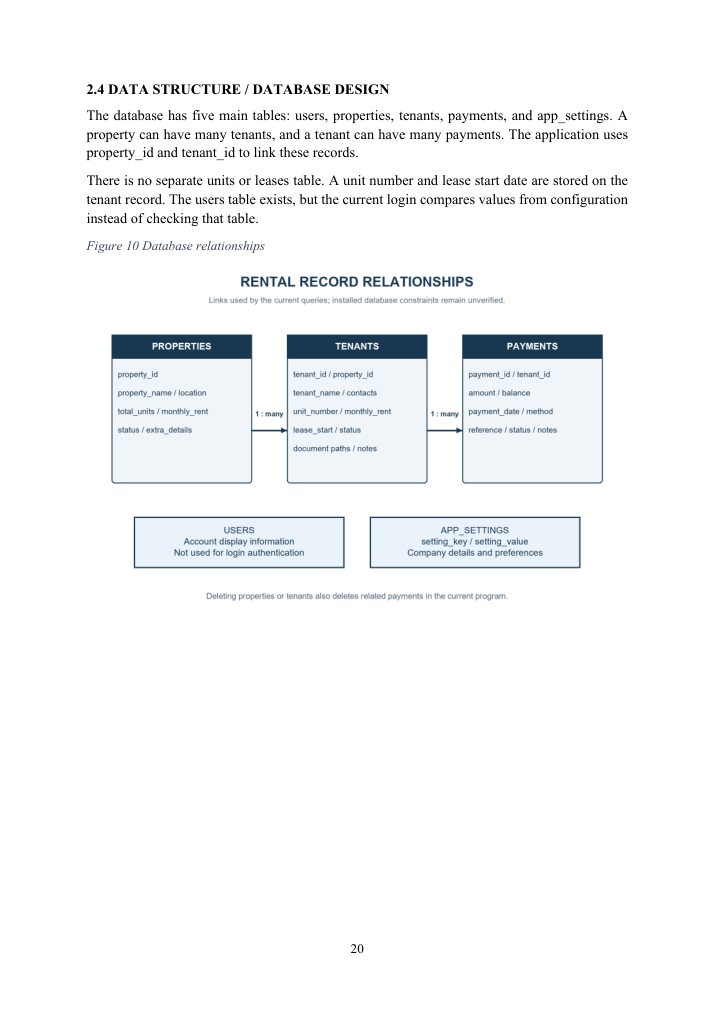 2.4 DATA STRUCTURE / DATABASE DESIGN
The database has five main tables: users, properties, tenants, payments, and app_settings. A
property can have many tenants, and a tenant can have many payments. The application uses
property_id and tenant_id to link these records.
There is no separate units or leases table. A unit number and lease start date are stored on the
tenant record. The users table exists, but the current login compares values from configuration
instead of checking that table.
Figure 10 Database relationships
RENTAL RECORD RELATIONSHIPS
Links used by the current queries; installed database constraints remain unverified.
PROPERTIES
property_id
property_name / location
total_units / monthly_rent
status / extra_details
1 : many
TENANTS
tenant_id / property_id
tenant_name / contacts
unit_number / monthly_rent
lease_start / status
document paths / notes
1 : many
PAYMENTS
payment_id / tenant_id
amount / balance
payment_date / method
reference / status / notes
USERS
Account display information
Not used for login authentication
APP_SETTINGS
setting_key / setting_value
Company details and preferences
Deleting properties or tenants also deletes related payments in the current program.
20